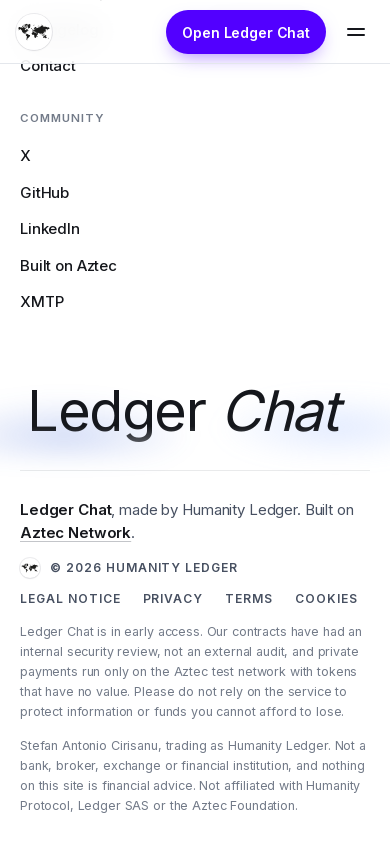 Open Ledger Chat
Contact
COMMUNITY
X
GitHub
LinkedIn
Built on Aztec
XMTP
Ledger Chat
Ledger Chat, made by Humanity Ledger. Built on
Aztec Network.
© 2026 HUMANITY LEDGER
LEGAL NOTICE PRIVACY TERMS COOKIES
Ledger Chat is in early access. Our contracts have had an
internal security review, not an external audit, and private
payments run only on the Aztec test network with tokens
that have no value. Please do not rely on the service to
protect information or funds you cannot afford to lose.
Stefan Antonio Cirisanu, trading as Humanity Ledger. Not a
bank, broker, exchange or financial institution, and nothing
on this site is financial advice. Not affiliated with Humanity
Protocol, Ledger SAS or the Aztec Foundation.